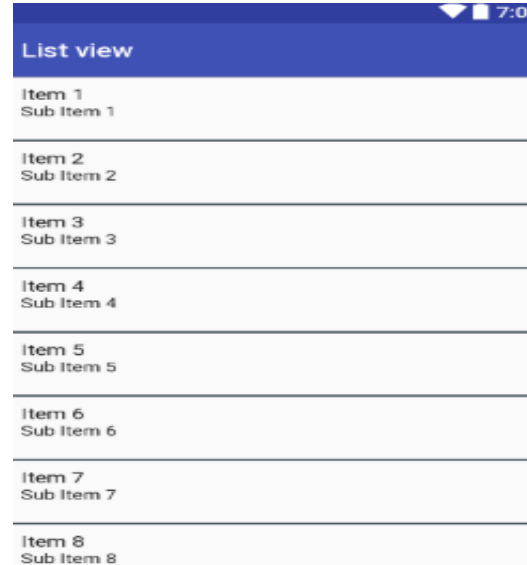 7:0
List view
Item 1
Sub Item 1
Item 2
Sub Item 2
Item 3
Sub Item 3
Item 4
Sub Item 4
Item 5
Sub Item 5
Item 6
Sub Item 6
Item 7
Sub Item 7
Item 8
Sub Item 8